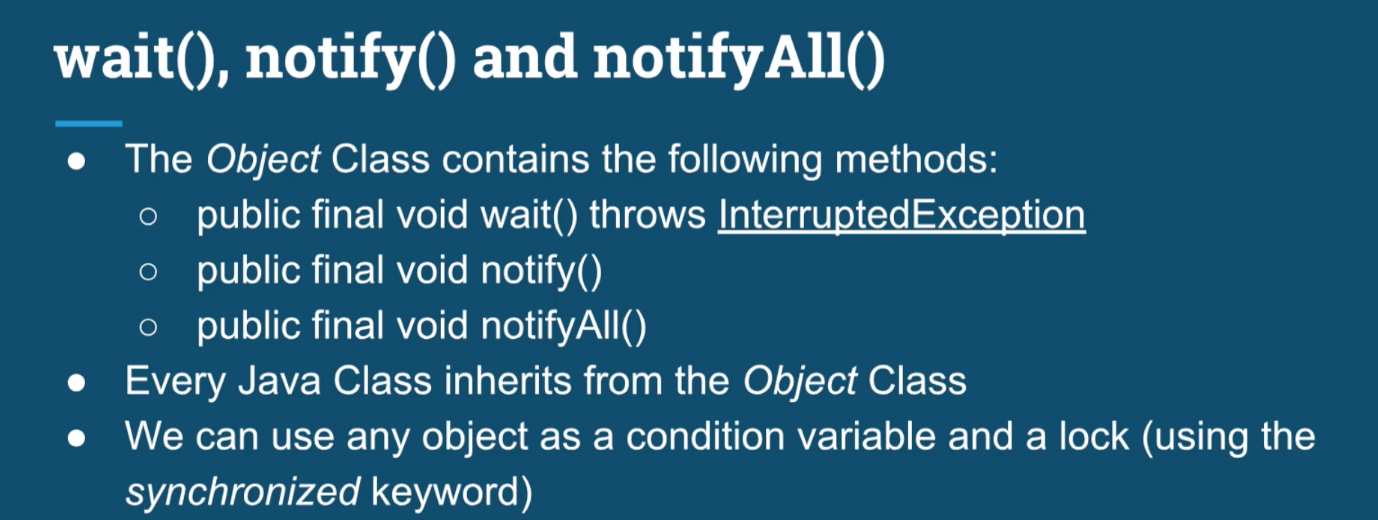 wait(), notify() and notifyAll()
● The Object Class contains the following methods:
○ public final void wait() throws InterruptedException
○ public final void notify()
○ public final void notifyAll()
● Every Java Class inherits from the Object Class
● We can use any object as a condition variable and a lock (using the
synchronized keyword)